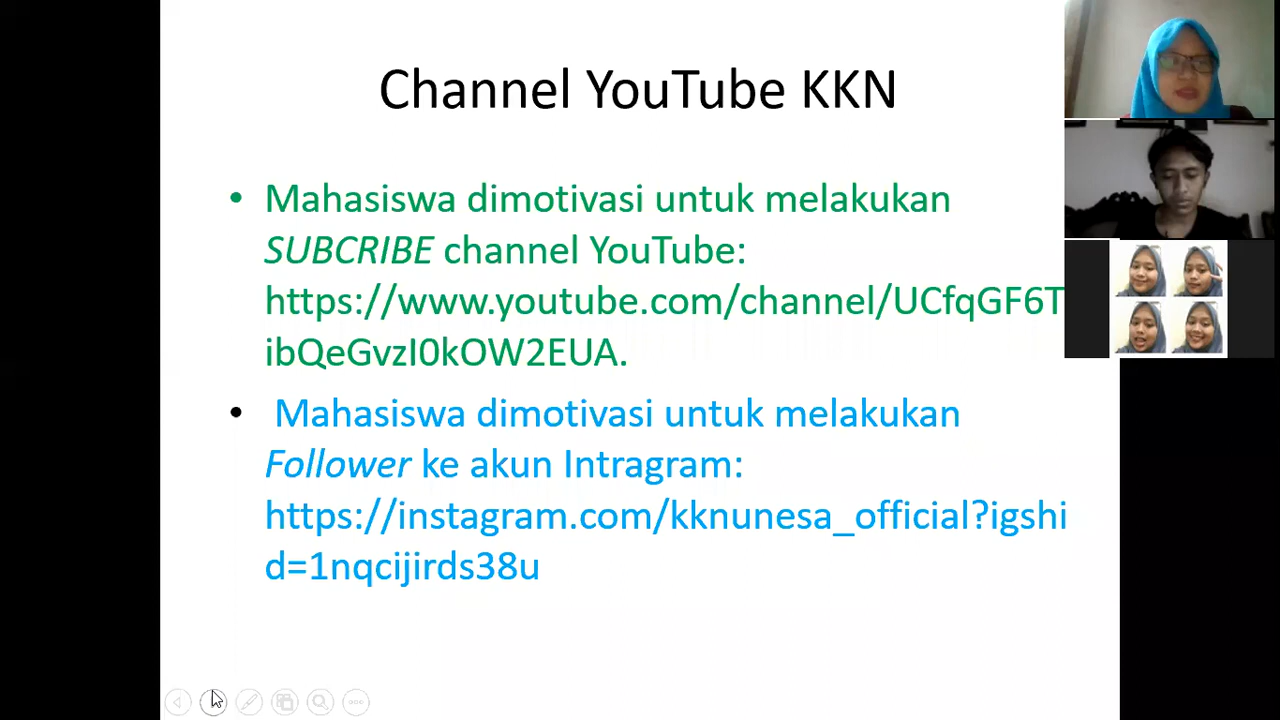 Channel YouTube KKN
• Mahasiswa dimotivasi untuk melakukan
SUBCRIBE channel YouTube:
https://www.youtube.com/channel/UCfqGF6T
ibQeGvzI0kOW2EUA.
• Mahasiswa dimotivasi untuk melakukan
Follower ke akun Intragram:
https://instagram.com/kknunesa_official?igshi
d=1nqcijirds38u